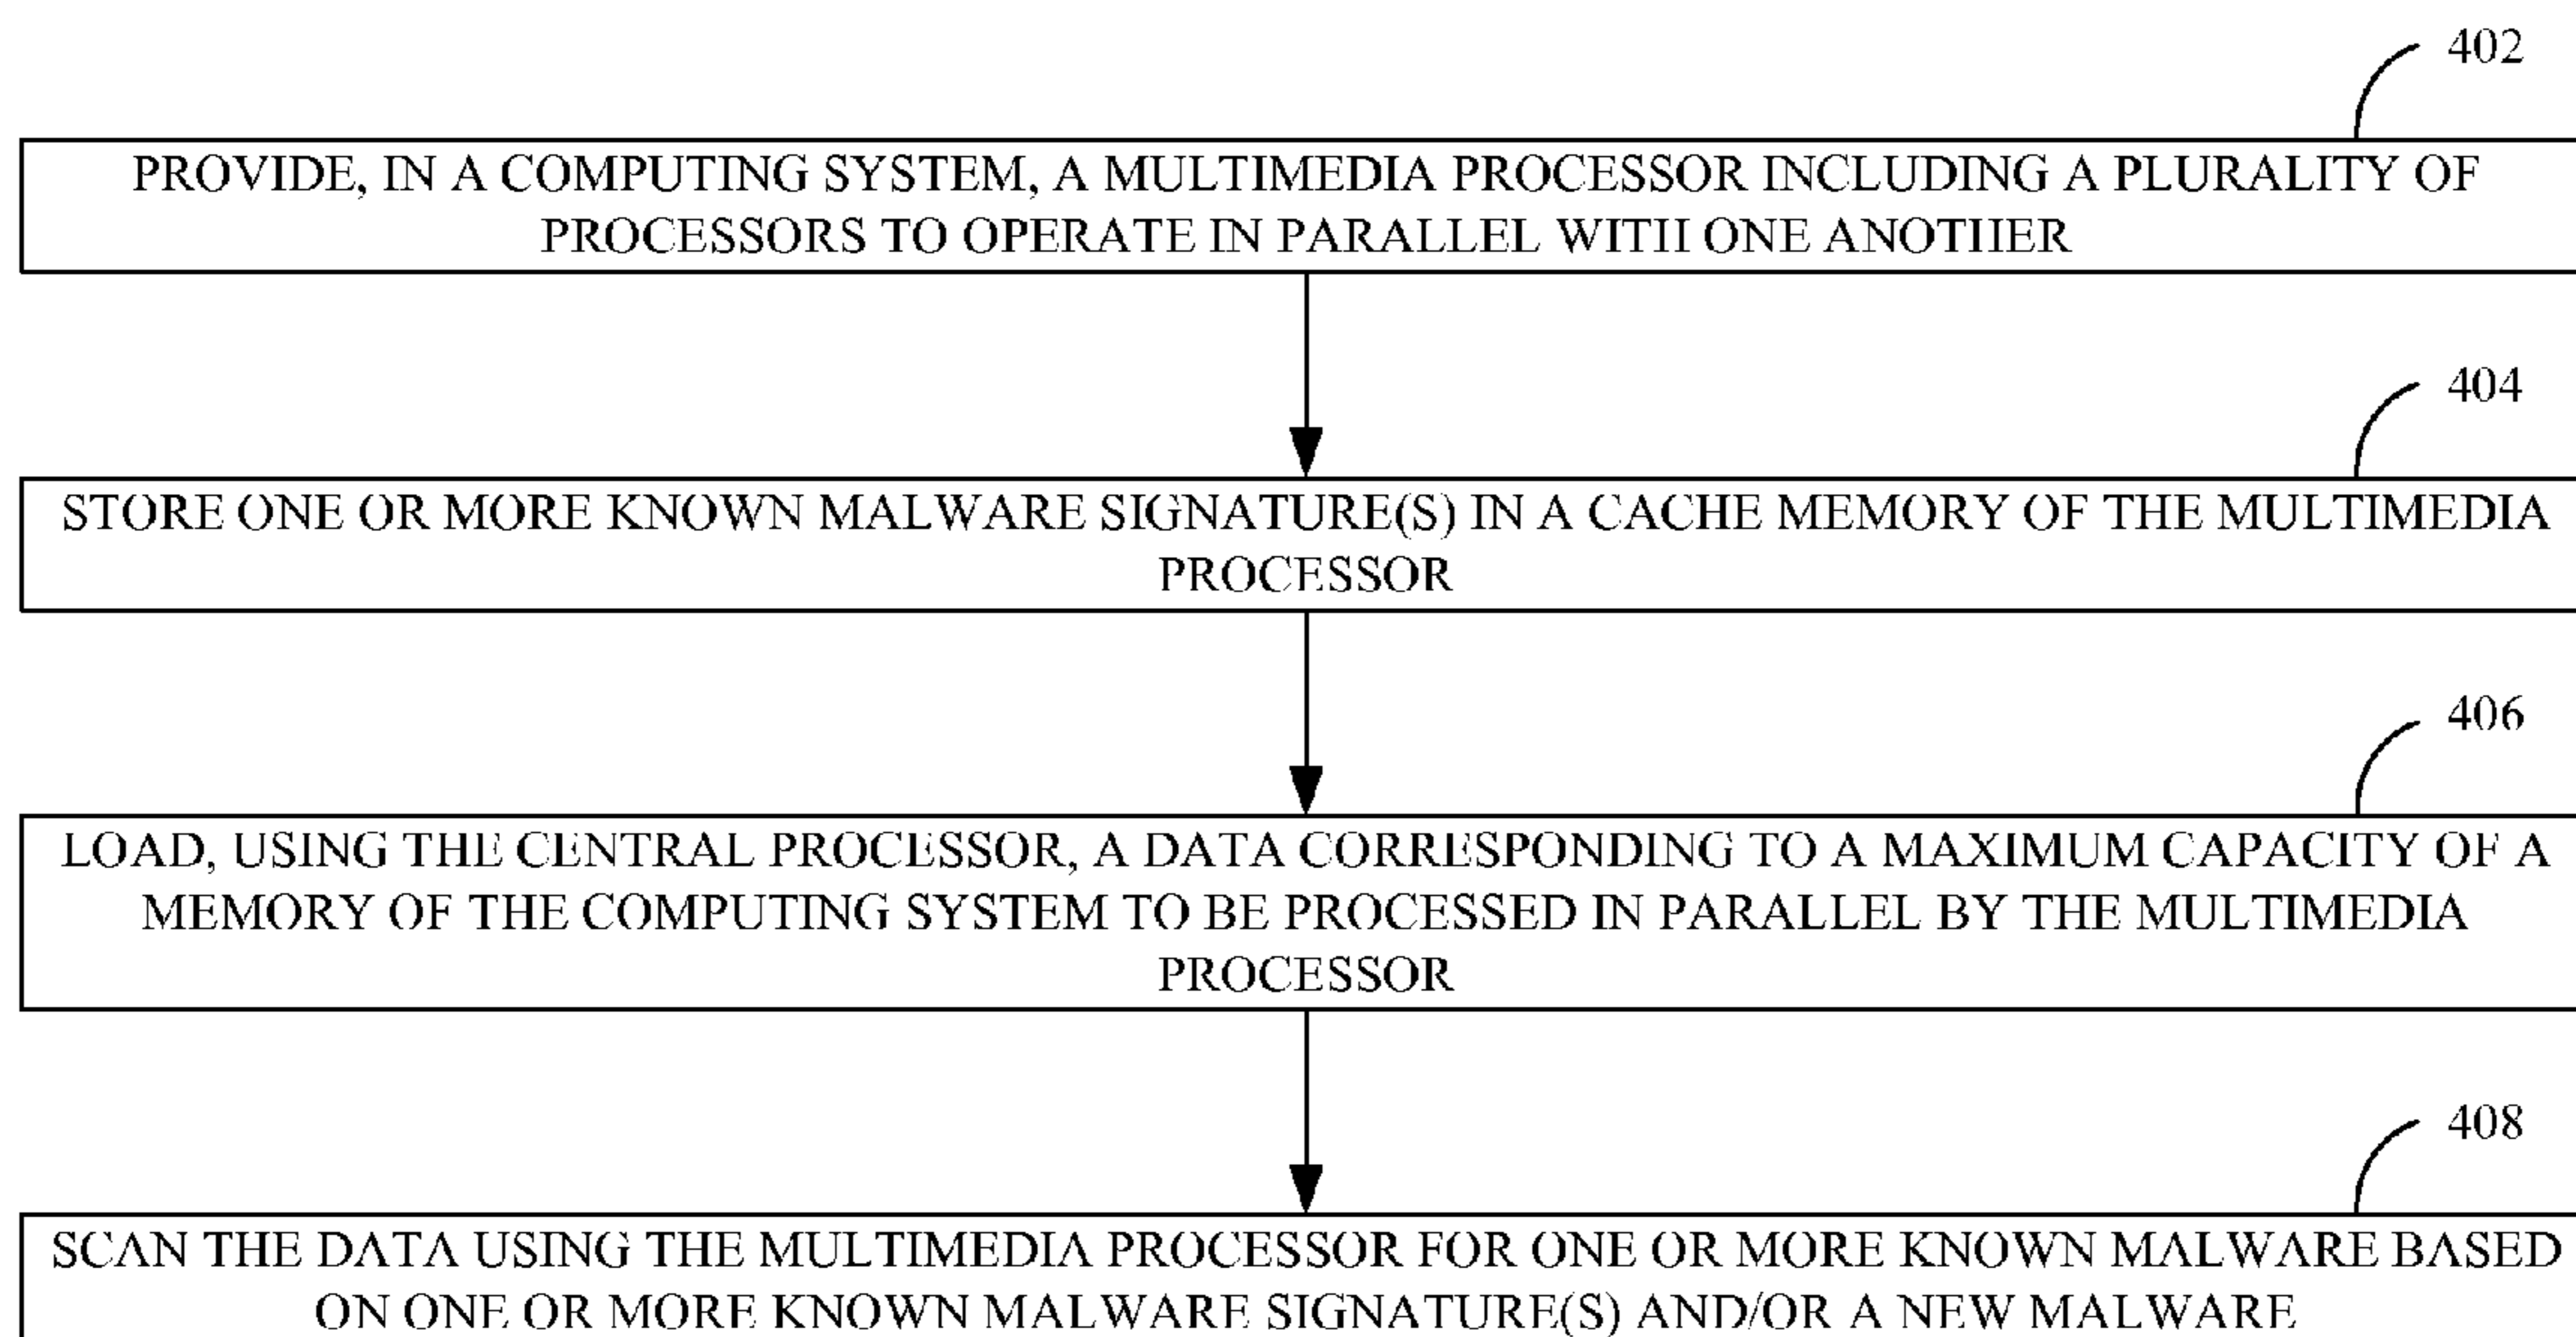 402
PROVIDE, IN A COMPUTING SYSTEM, A MULTIMEDIA PROCESSOR INCLUDING A PLURALITY OF
PROCESSORS TO OPERATE IN PARALLEL WITH ONE ANOTHER
404
STORE ONE OR MORE KNOWN MALWARE SIGNATURE(S) IN A CACHE MEMORY OF THE MULTIMEDIA
PROCESSOR
406
LOAD, USING THE CENTRAL PROCESSOR, A DATA CORRESPONDING TO A MAXIMUM CAPACITY OF A
MEMORY OF THE COMPUTING SYSTEM TO BE PROCESSED IN PARALLEL BY THE MULTIMEDIA
PROCESSOR
408
SCAN THE DATA USING THE MULTIMEDIA PROCESSOR FOR ONE OR MORE KNOWN MALWARE BASED
ON ONE OR MORE KNOWN MALWARE SIGNATURE(S) AND/OR A NEW MALWARE